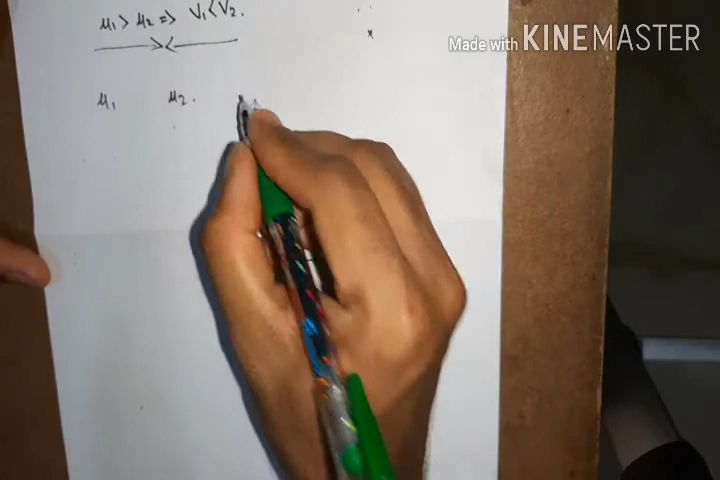 μ₁ > μ₂ => V₁ < V₂.
Made with KINEMASTER
μ₁ μ₂.